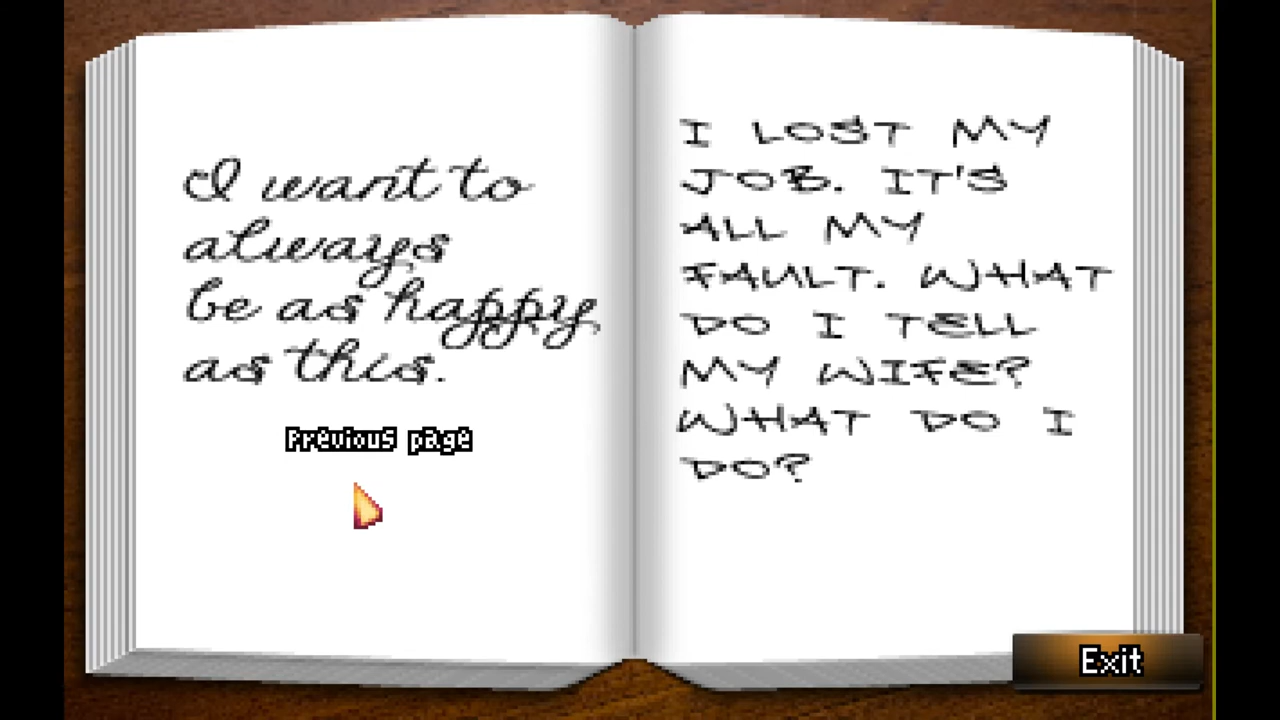 I want to
always
be as happy
as this.
Previous page
I LOST MY
JOB. IT'S
ALL MY
FAULT. WHAT
DO I TELL
MY WIFE?
WHAT DO I
DO?
Exit